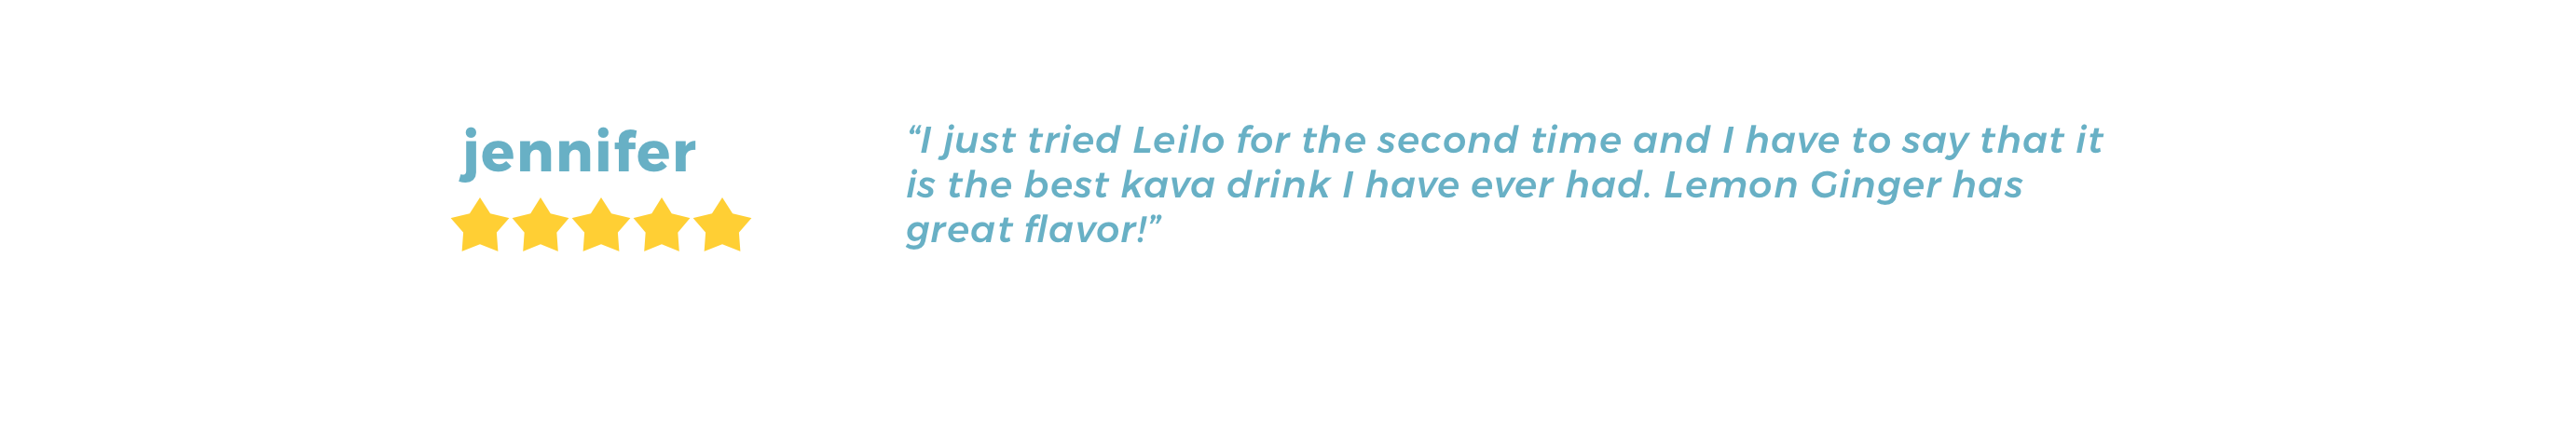 jennifer
“I just tried Leilo for the second time and I have to say that it
is the best kava drink I have ever had. Lemon Ginger has
great flavor!”